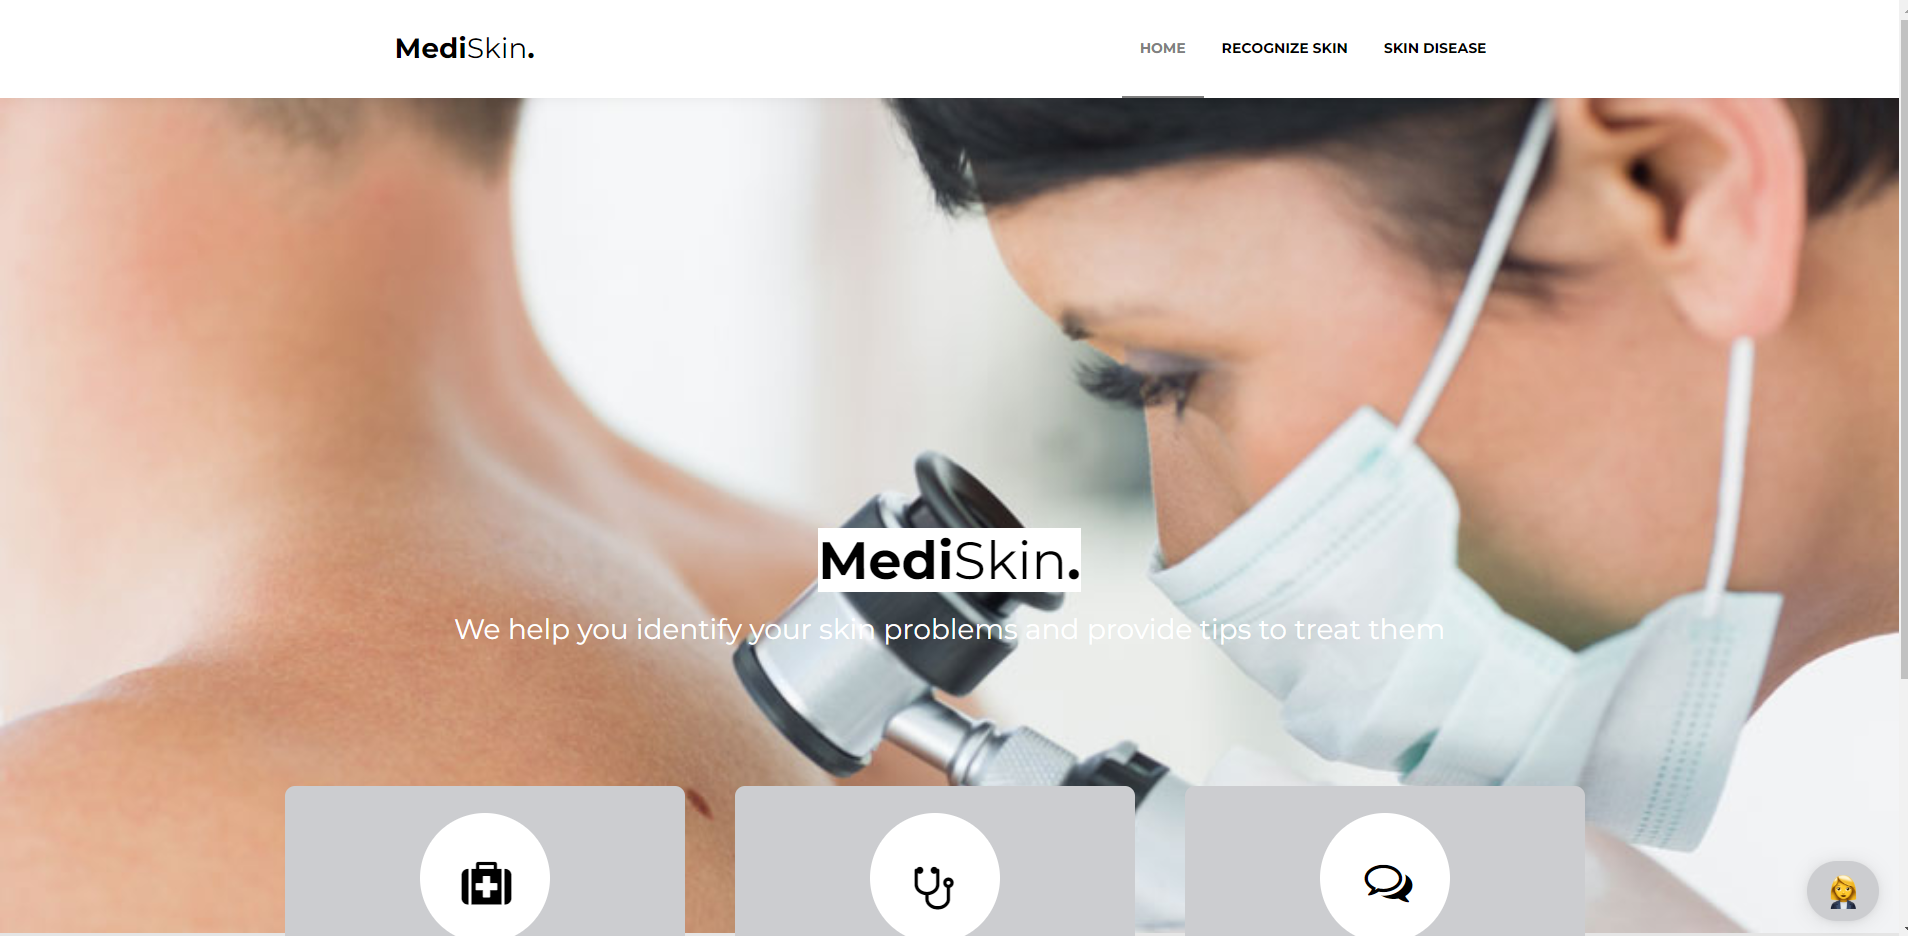 MediSkin.
HOME
RECOGNIZE SKIN
SKIN DISEASE
MediSkin.
We help you identify your skin problems and provide tips to treat them